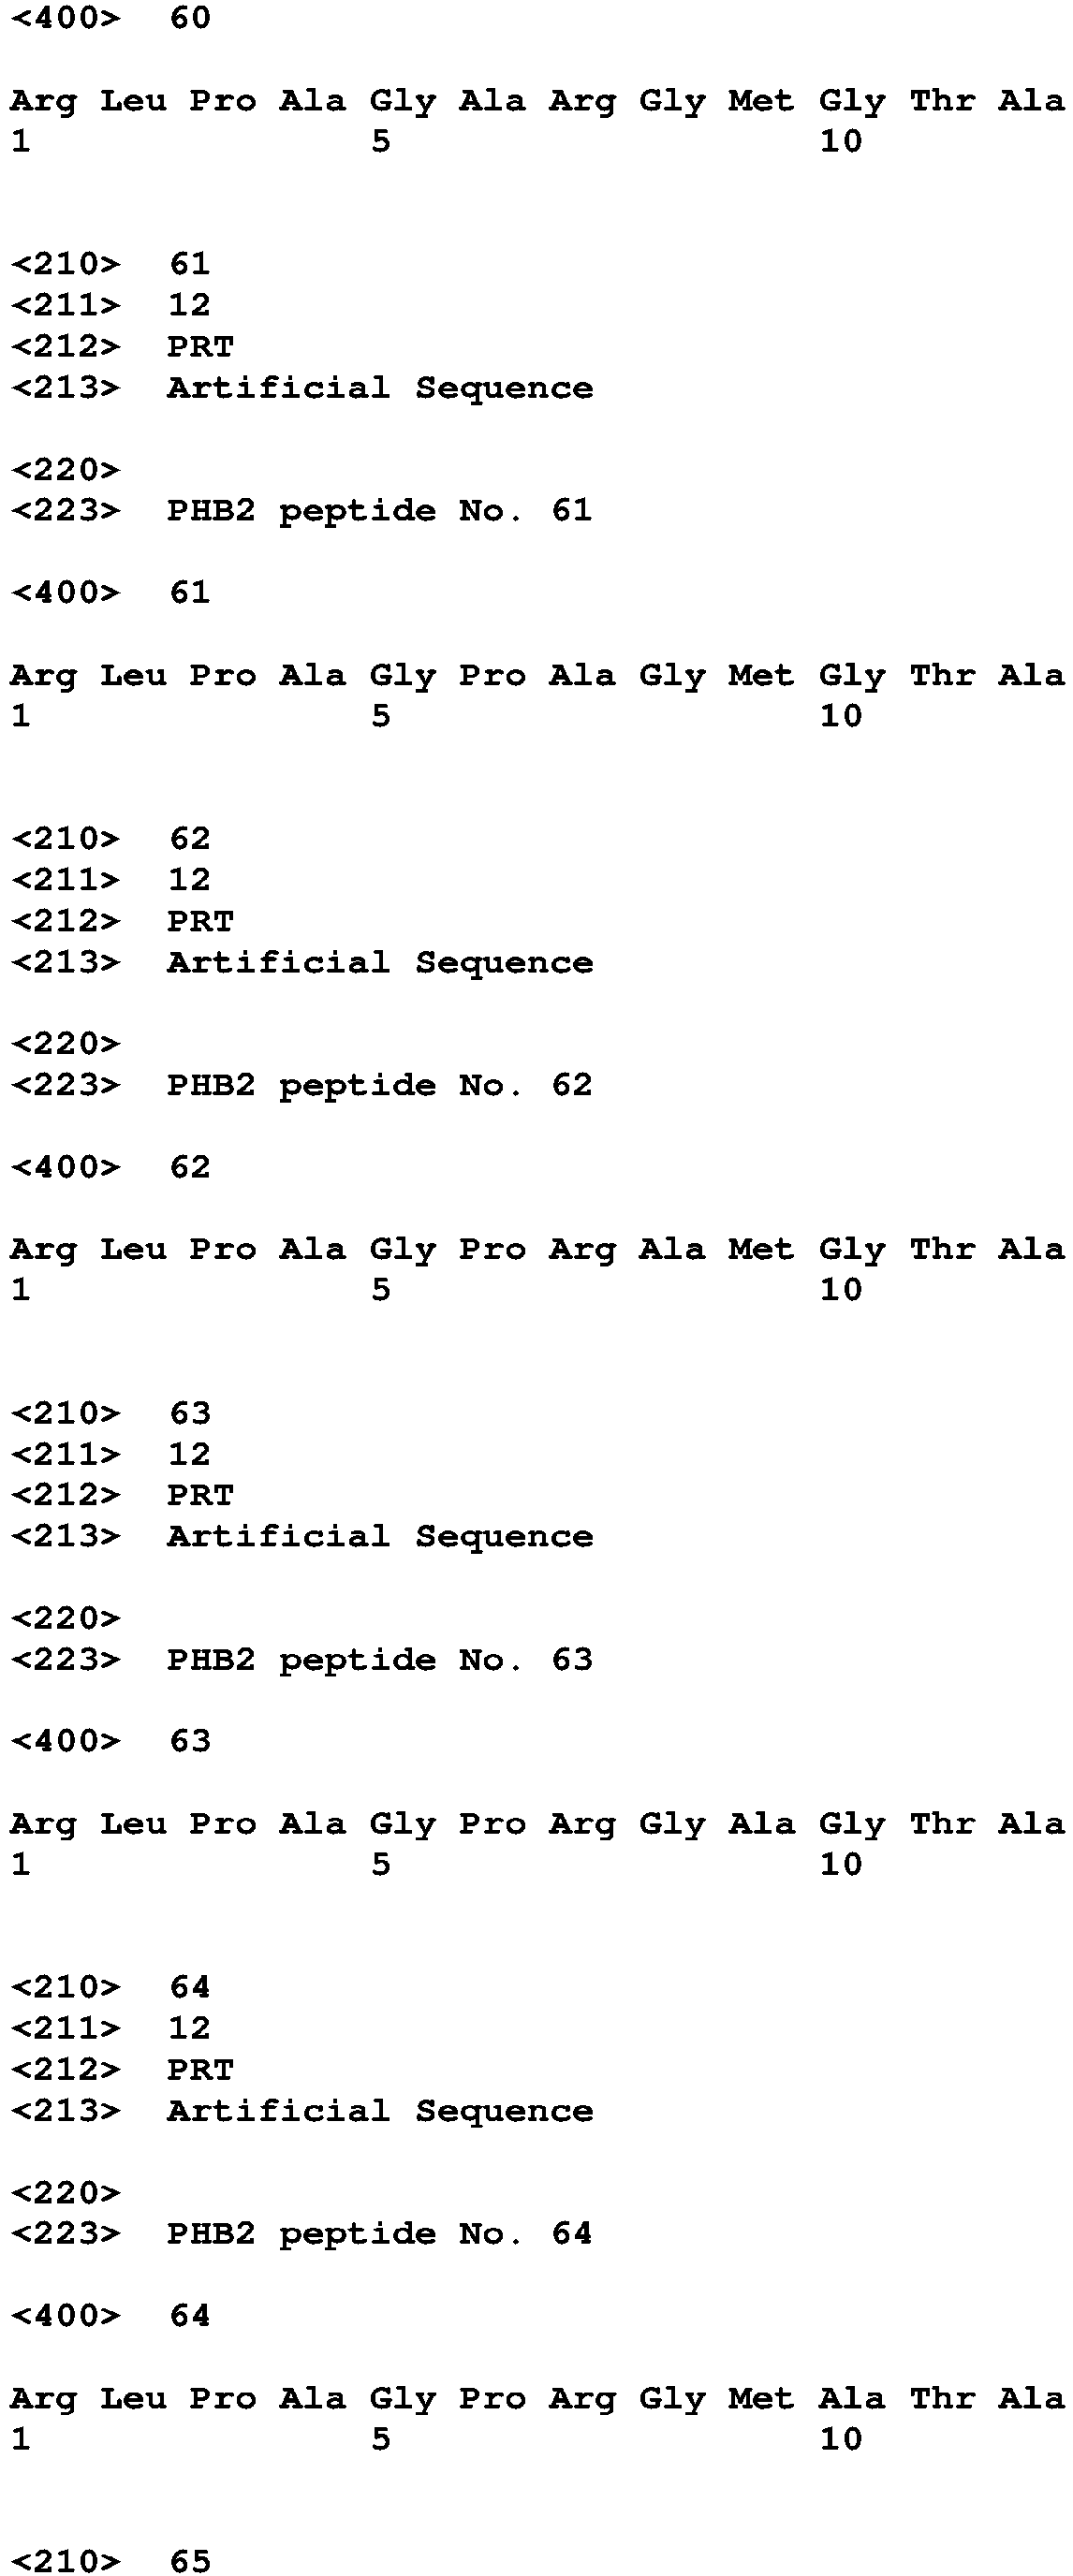 <400> 60
Arg Leu Pro Ala Gly Ala Arg Gly Met Gly Thr Ala
1 5 10
<210> 61
<211> 12
<212> PRT
<213> Artificial Sequence
<220>
<223> PHB2 peptide No. 61
<400> 61
Arg Leu Pro Ala Gly Pro Ala Gly Met Gly Thr Ala
1 5 10
<210> 62
<211> 12
<212> PRT
<213> Artificial Sequence
<220>
<223> PHB2 peptide No. 62
<400> 62
Arg Leu Pro Ala Gly Pro Arg Ala Met Gly Thr Ala
1 5 10
<210> 63
<211> 12
<212> PRT
<213> Artificial Sequence
<220>
<223> PHB2 peptide No. 63
<400> 63
Arg Leu Pro Ala Gly Pro Arg Gly Ala Gly Thr Ala
1 5 10
<210> 64
<211> 12
<212> PRT
<213> Artificial Sequence
<220>
<223> PHB2 peptide No. 64
<400> 64
Arg Leu Pro Ala Gly Pro Arg Gly Met Ala Thr Ala
1 5 10
<210> 65